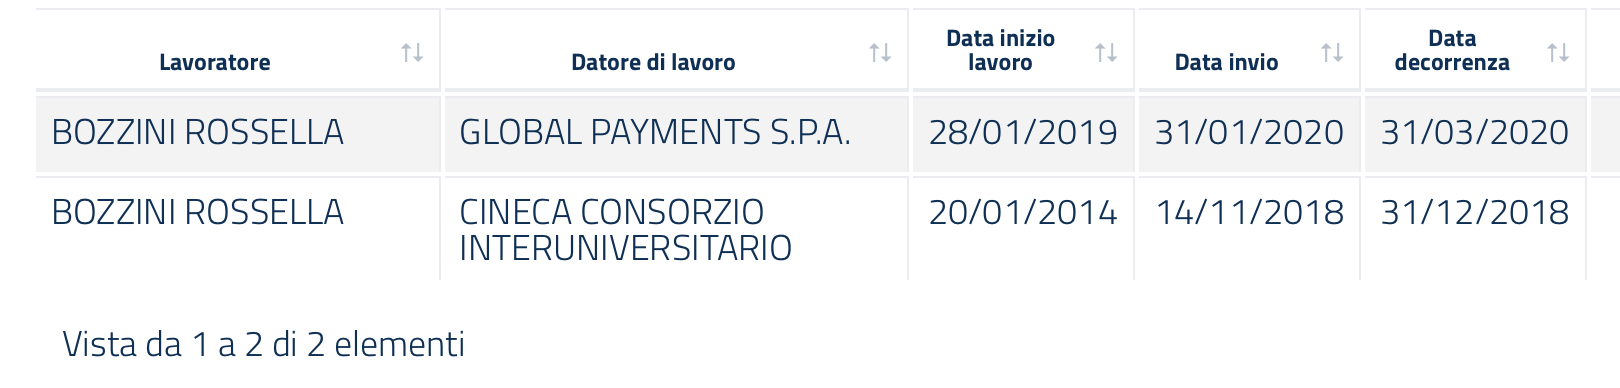 Lavoratore Datore di lavoro Data inizio lavoro Data invio Data decorrenza
BOZZINI ROSSELLA GLOBAL PAYMENTS S.P.A. 28/01/2019 31/01/2020 31/03/2020
BOZZINI ROSSELLA CINECA CONSORZIO 20/01/2014 14/11/2018 31/12/2018
INTERUNIVERSITARIO
Vista da 1 a 2 di 2 elementi